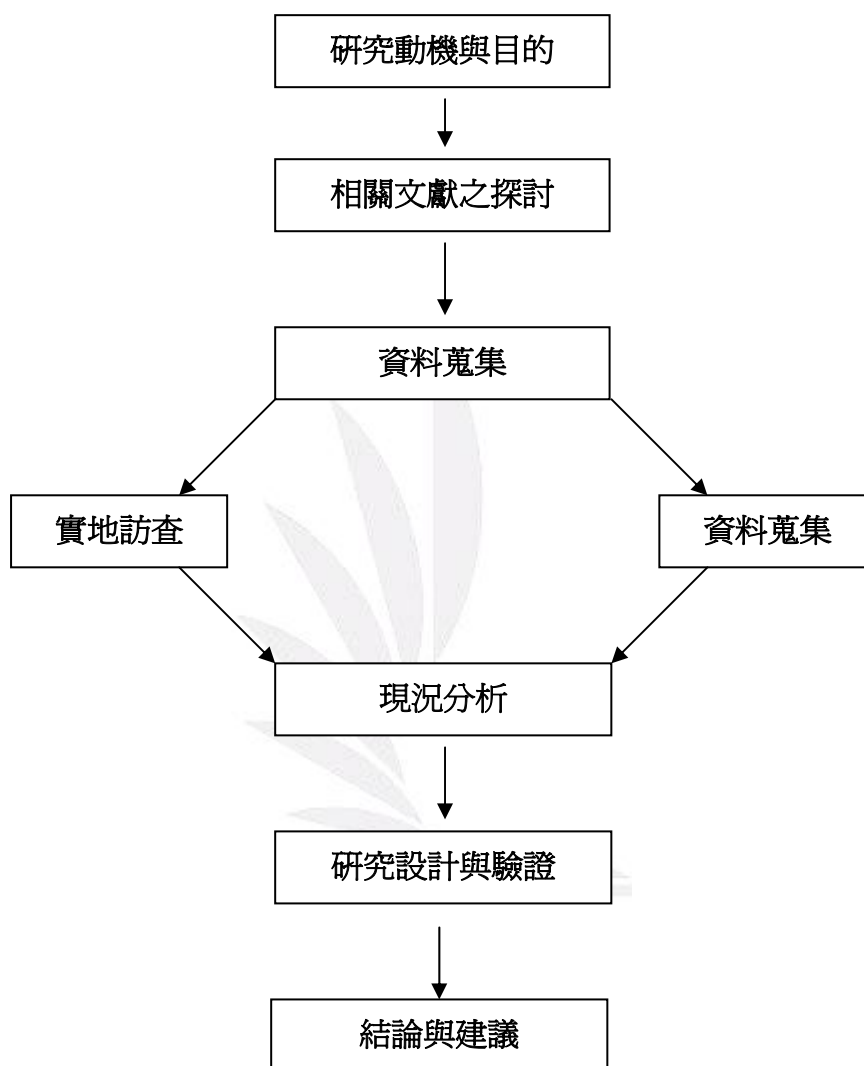 研究動機與目的
相關文獻之探討
資料蒐集
實地訪查
資料蒐集
現況分析
研究設計與驗證
結論與建議